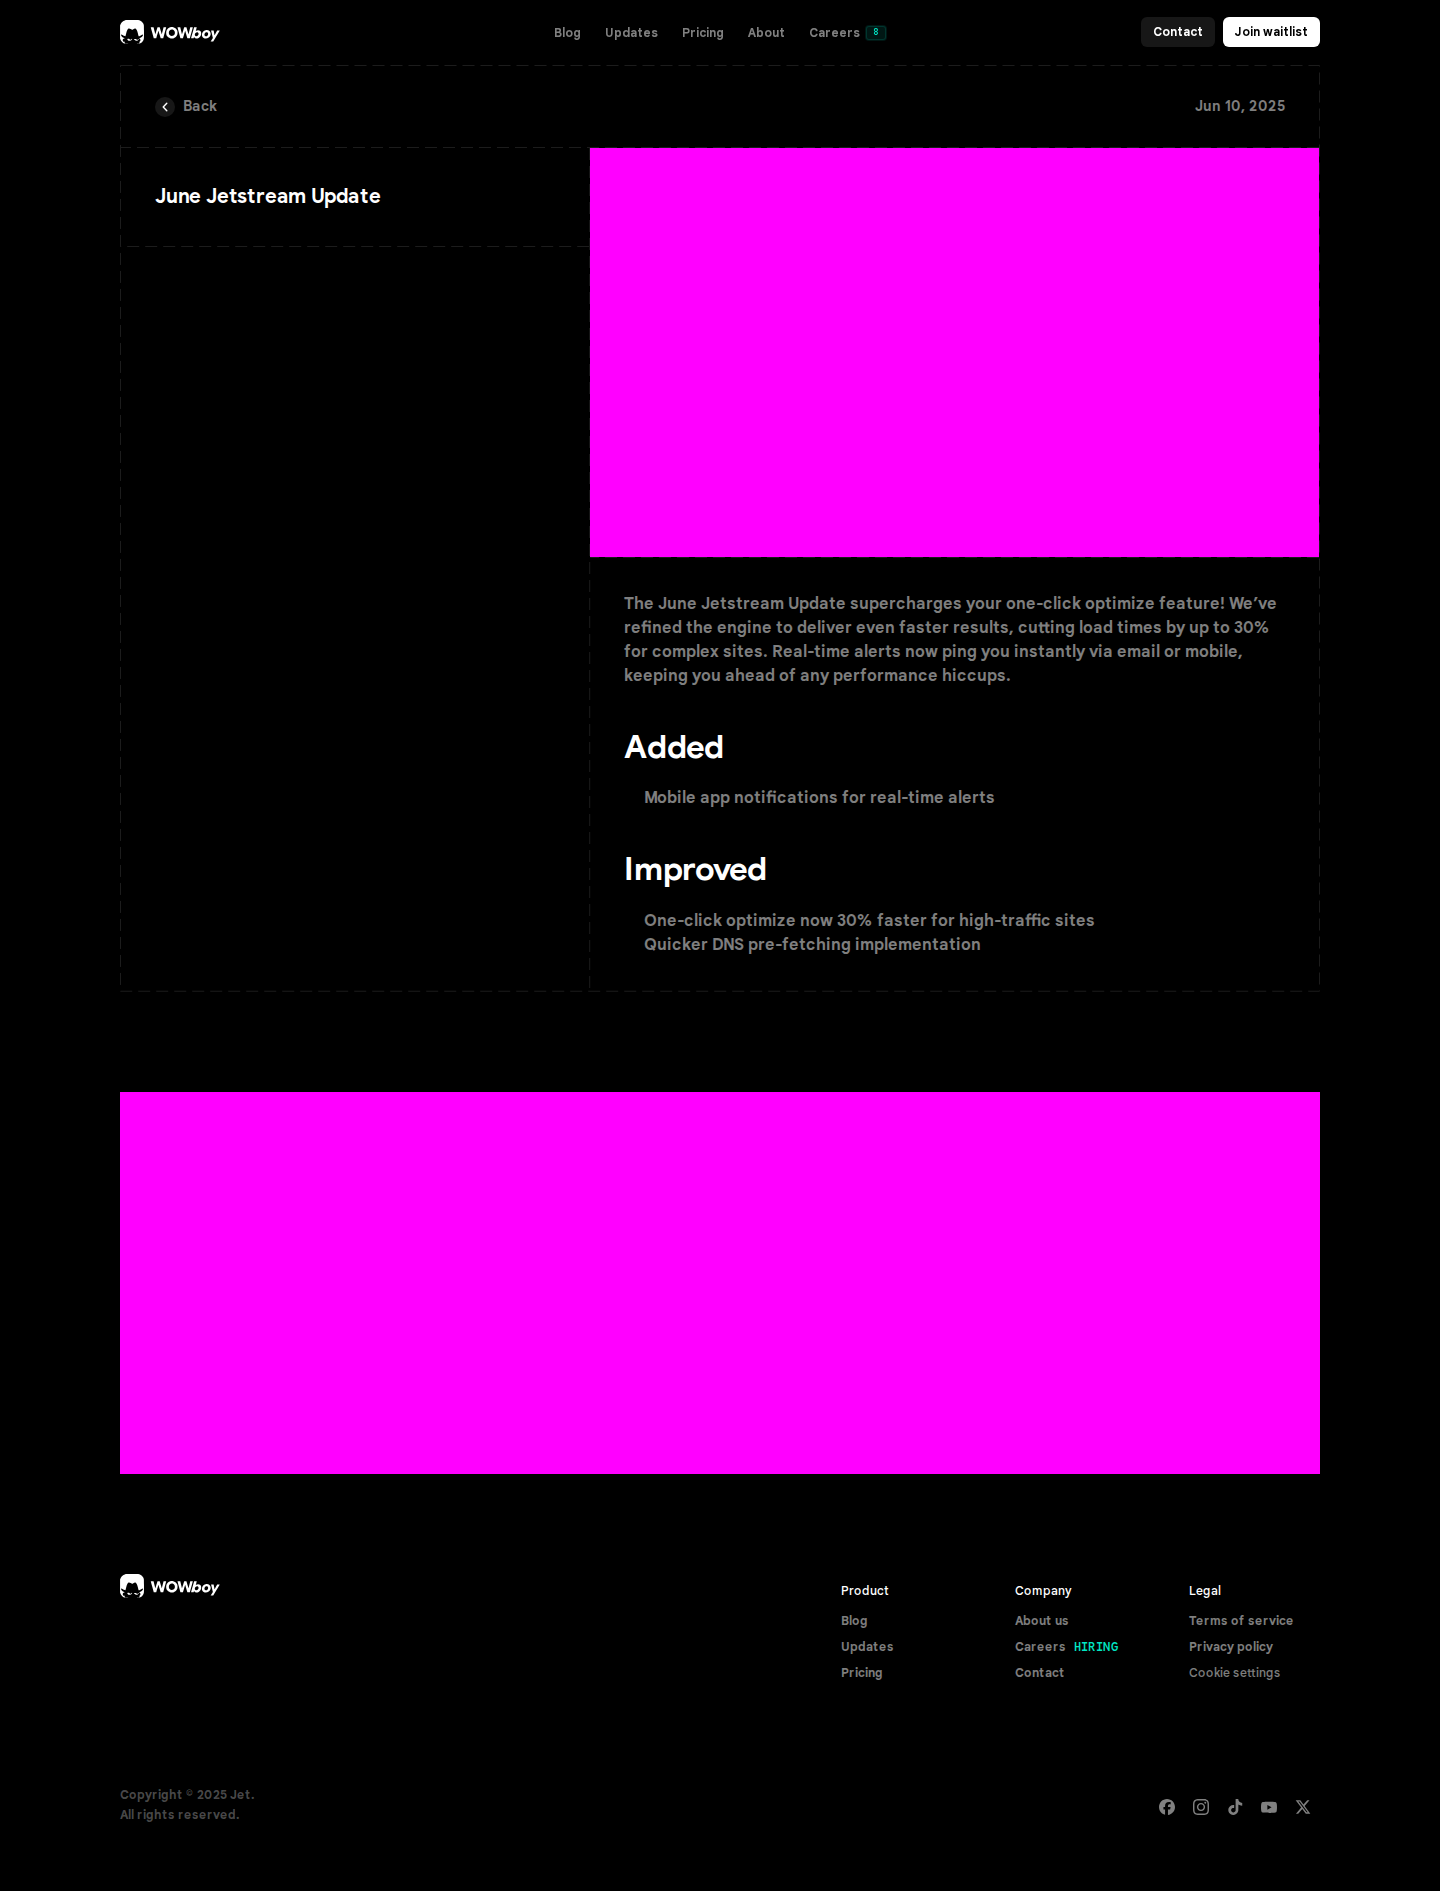 WOWboy
Blog Updates Pricing About Careers 8
Contact Join waitlist
Back
Jun 10, 2025
June Jetstream Update
The June Jetstream Update supercharges your one-click optimize feature! We’ve
refined the engine to deliver even faster results, cutting load times by up to 30%
for complex sites. Real-time alerts now ping you instantly via email or mobile,
keeping you ahead of any performance hiccups.
Added
Mobile app notifications for real-time alerts
Improved
One-click optimize now 30% faster for high-traffic sites
Quicker DNS pre-fetching implementation
WOWboy
Product
Blog
Updates
Pricing
Company
About us
Careers HIRING
Contact
Legal
Terms of service
Privacy policy
Cookie settings
Copyright © 2025 Jet.
All rights reserved.